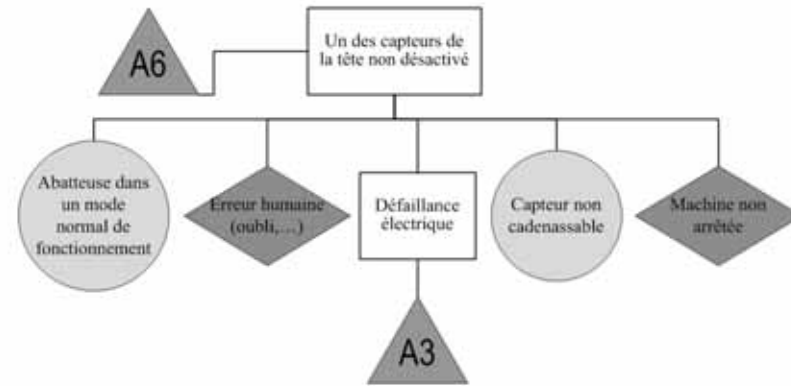 A6
Un des capteurs de
la tête non désactivé
Abatteuse dans
un mode
normal de
fonctionnement
Erreur humaine
(oubli,…)
Défaillance
électrique
Capteur non
cadenassable
Machine non
arrêtée
A3